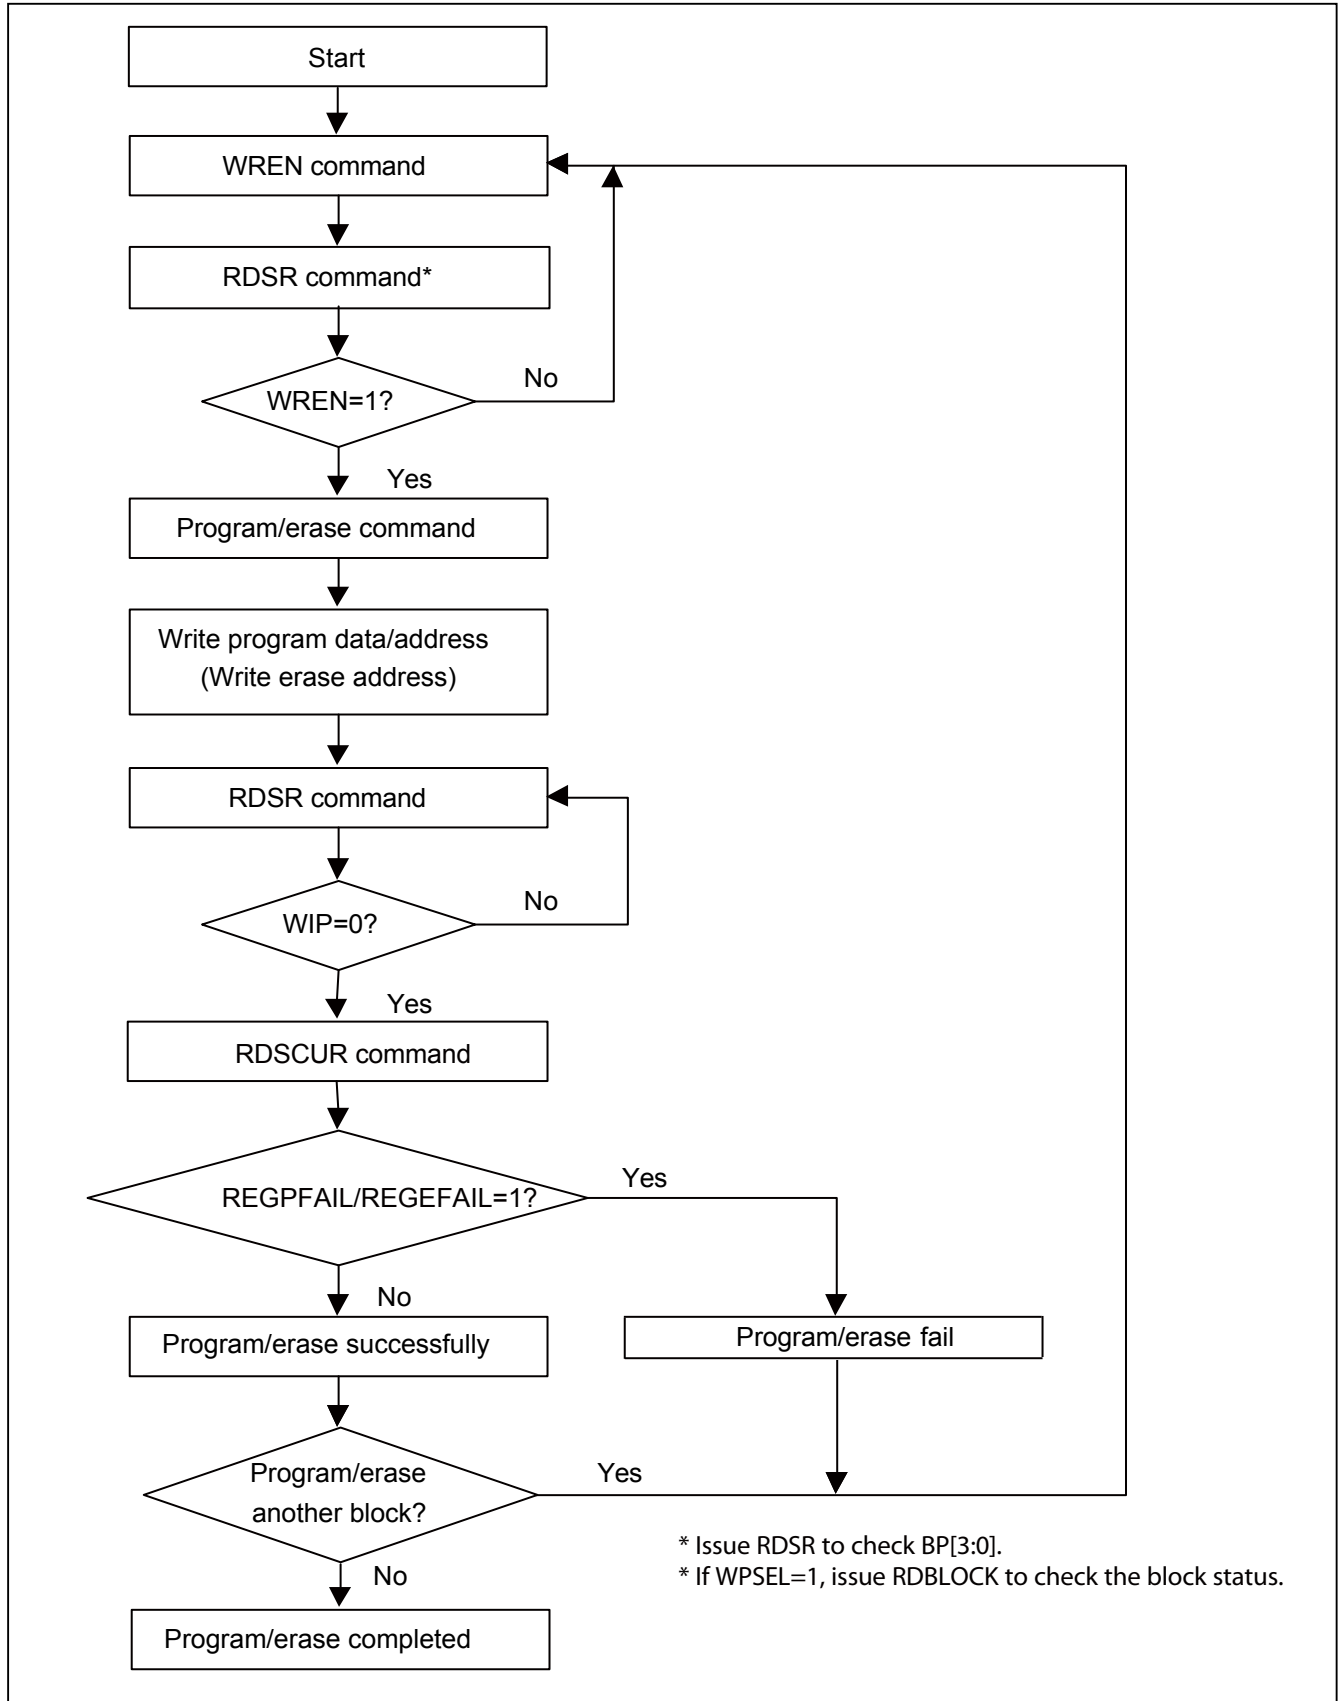 Start
WREN command
RDSR command*
WREN=1?
No
Yes
Program/erase command
Write program data/address
(Write erase address)
RDSR command
WIP=0?
No
Yes
RDSCUR command
REGPFAIL/REGEFAIL=1?
Yes
No
Program/erase successfully
Program/erase fail
Program/erase
another block?
Yes
No
* Issue RDSR to check BP[3:0].
* If WPSEL=1, issue RDBLOCK to check the block status.
Program/erase completed